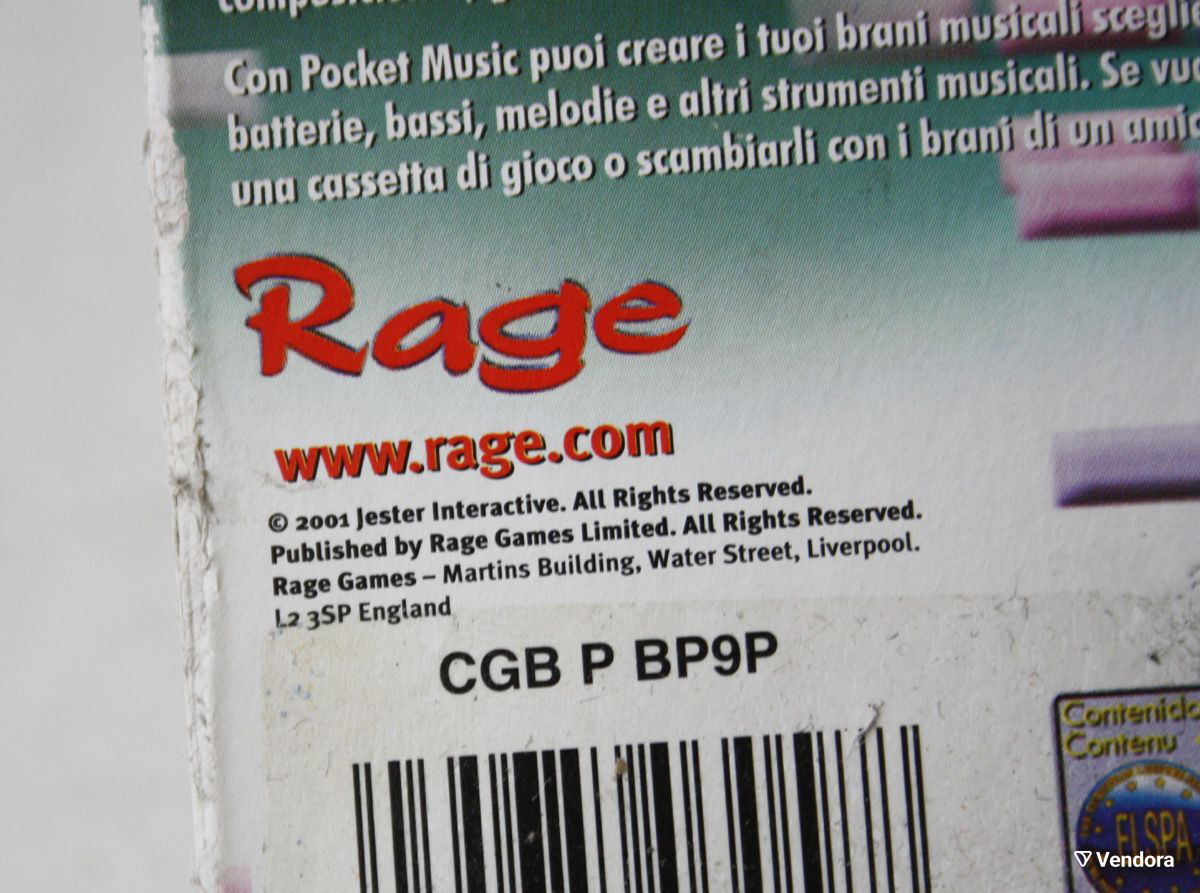 Con Pocket Music puoi creare i tuoi brani musicali
batterie, bassi, melodie e altri strumenti musicali. Se
una cassetta di gioco o scambiarli con i brani di un
Rage
www.rage.com
© 2001 Jester Interactive. All Rights Reserved.
Published by Rage Games Limited. All Rights Reserved.
Rage Games – Martins Building, Water Street, Liverpool.
L2 3SP England
CGB P BP9P
Contenido
Contenu
ELSPA
Vendora